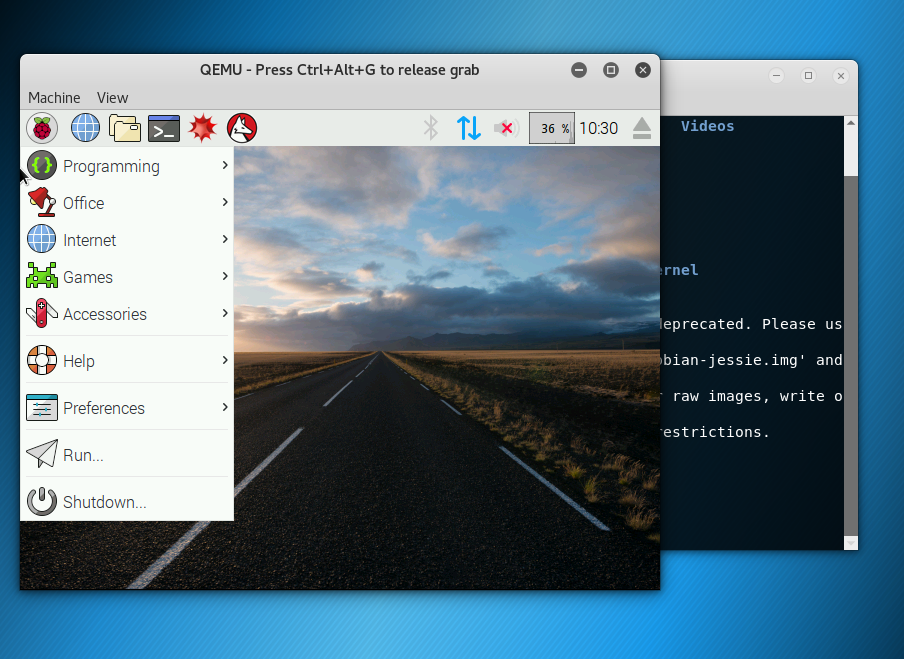 QEMU - Press Ctrl+Alt+G to release grab
Machine View
>_
36 % 10:30
{} Programming
Office
Internet
Games
Accessories
Help
Preferences
Run...
Shutdown...
Videos
ernel
deprecated. Please us
bian-jessie.img' and
raw images, write o
restrictions.